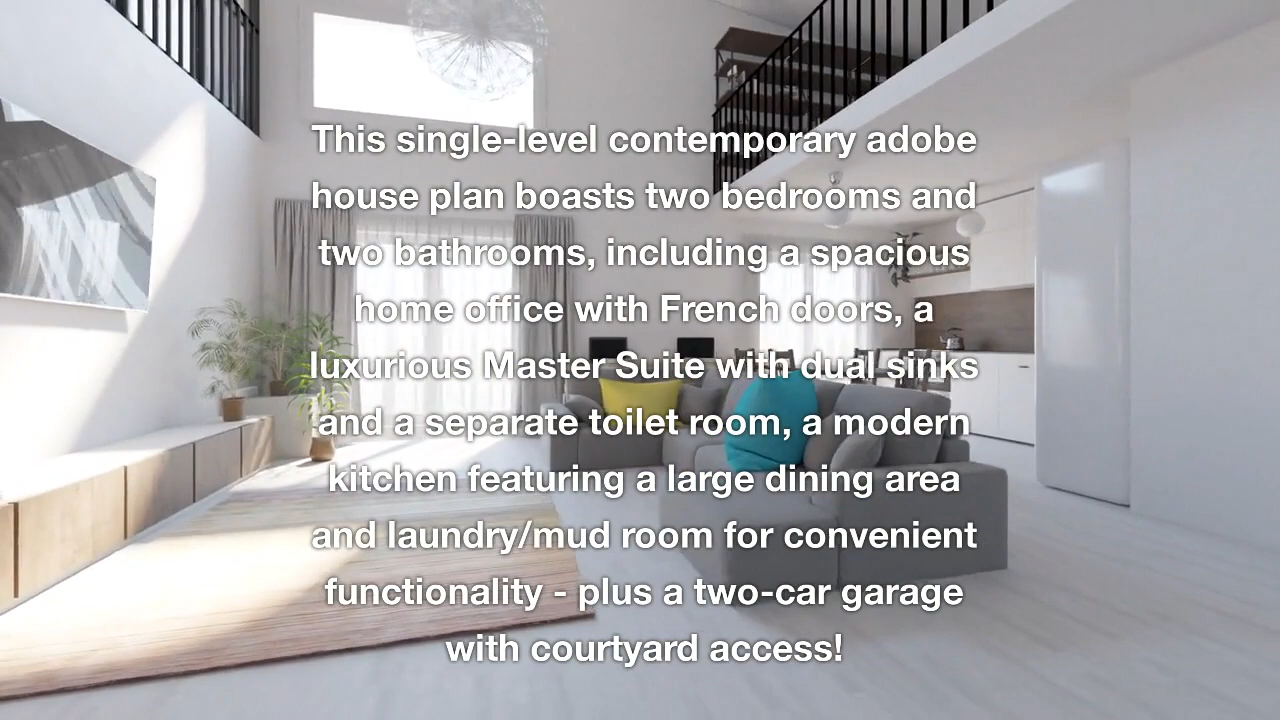 This single-level contemporary adobe
house plan boasts two bedrooms and
two bathrooms, including a spacious
home office with French doors, a
luxurious Master Suite with dual sinks
and a separate toilet room, a modern
kitchen featuring a large dining area
and laundry/mud room for convenient
functionality - plus a two-car garage
with courtyard access!